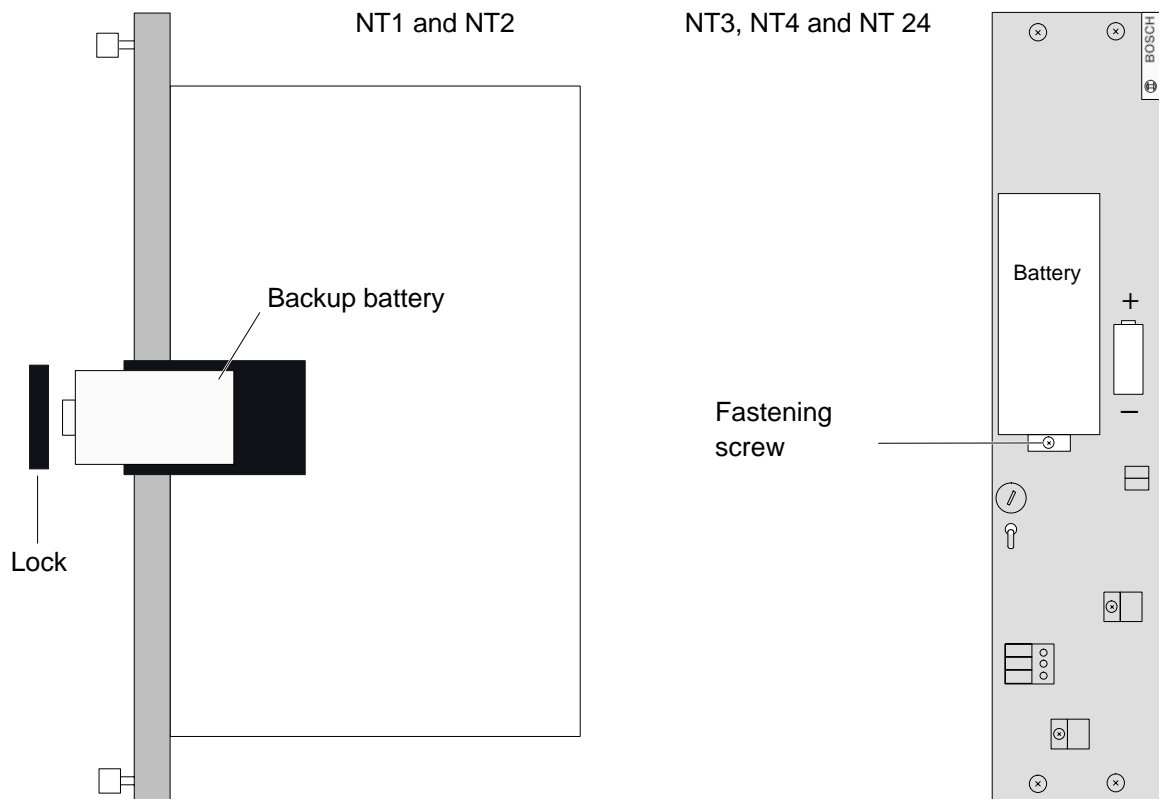 NT1 and NT2
NT3, NT4 and NT 24
BOSCH
Backup battery
Battery
+
−
Fastening
screw
Lock